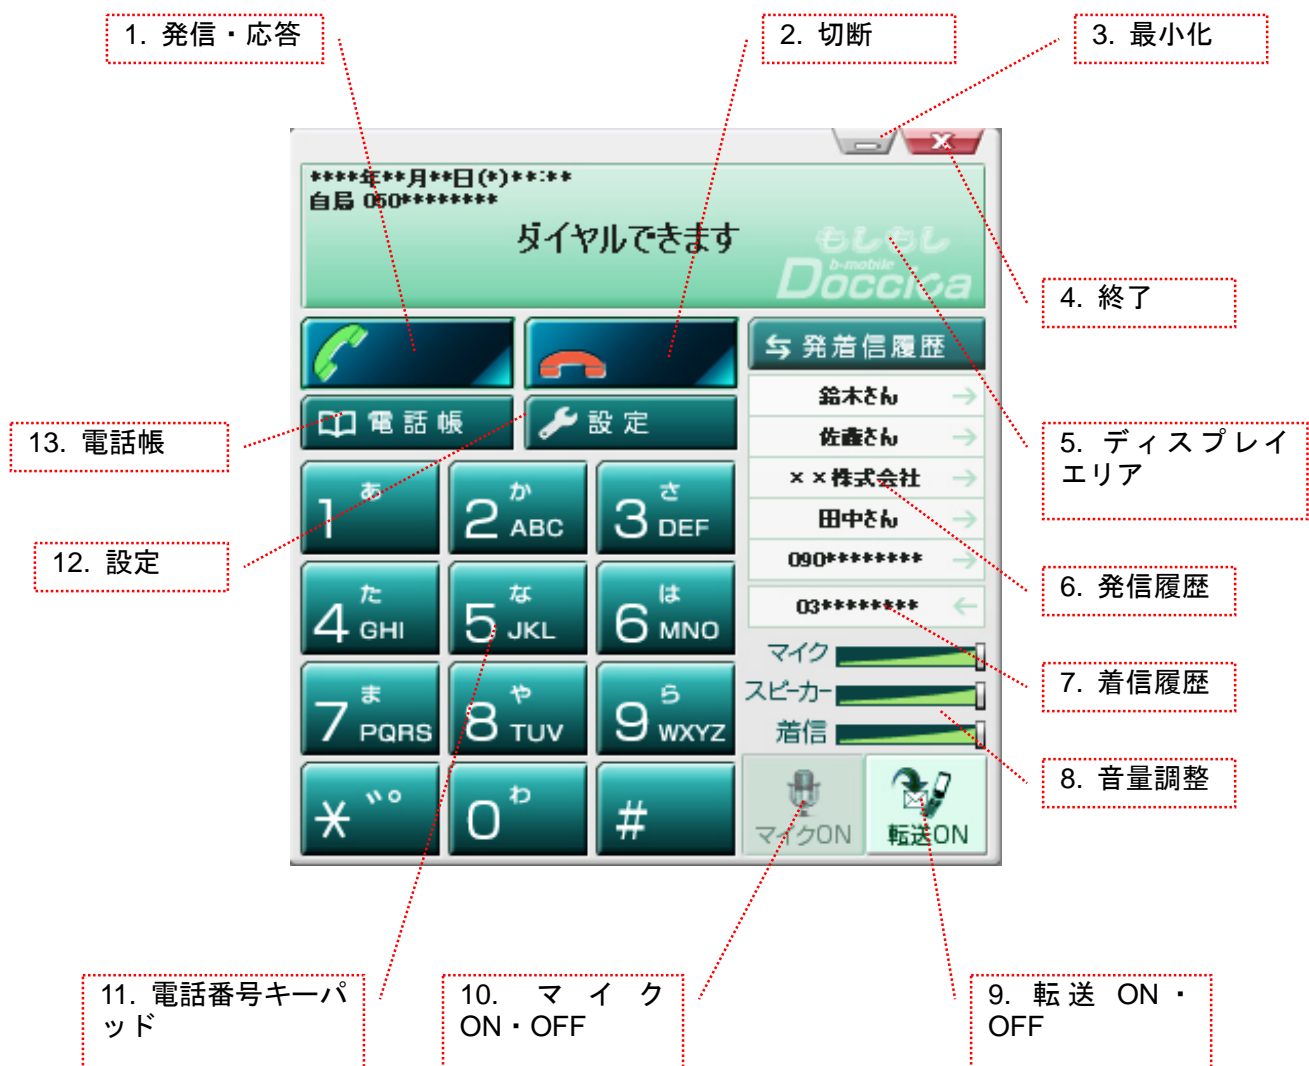 1. 発信・応答
2. 切断
3. 最小化
****年**月**日(*)**:**
自局 050********
ダイヤルできます
もしもし
b-mobile
Doccica
4. 終了
発着信履歴
鈴木さん
佐藤さん
××株式会社
田中さん
090********
03********
電話帳
設定
13. 電話帳
5. ディスプレイ
エリア
12. 設定
6. 発信履歴
7. 着信履歴
8. 音量調整
1 あ
2 か ABC
3 さ DEF
4 た GHI
5 な JKL
6 は MNO
7 ま PQRS
8 や TUV
9 ら WXYZ
* ゛゜
0 わ
#
マイク
スピーカー
着信
マイクON
転送ON
11. 電話番号キーパ
ッド
10. マイク
ON・OFF
9. 転送 ON・
OFF